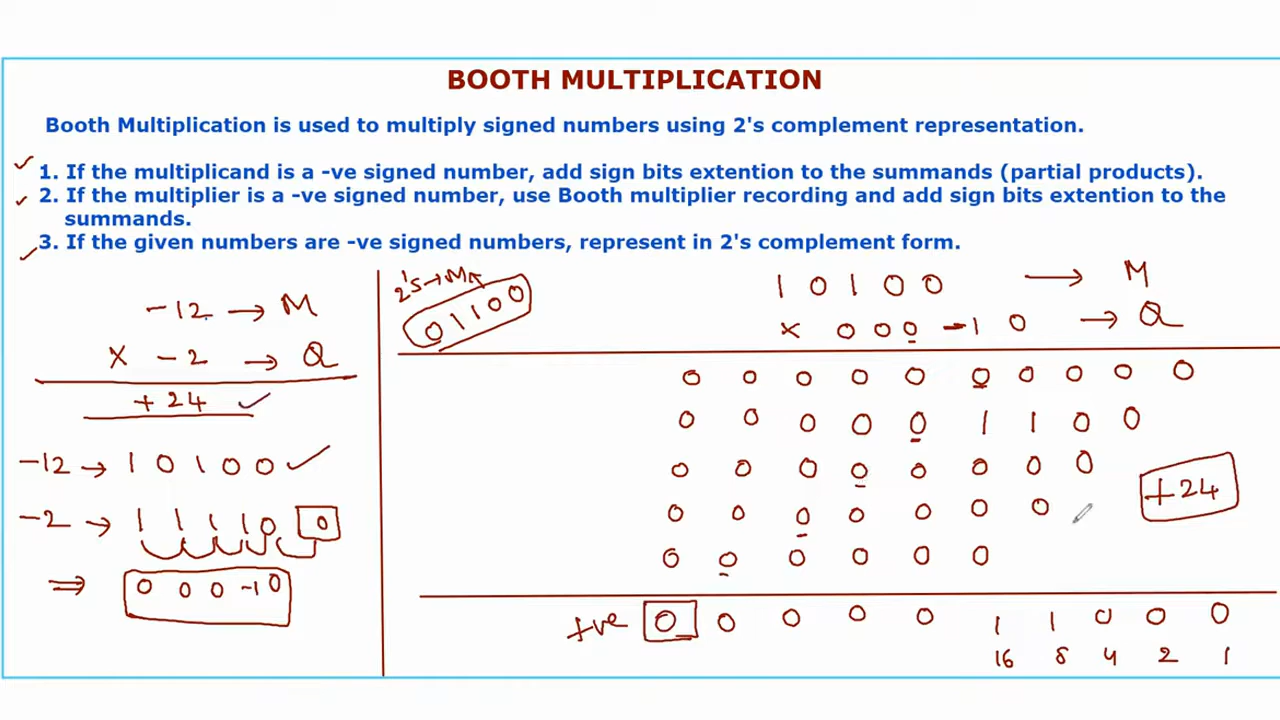 BOOTH MULTIPLICATION
Booth Multiplication is used to multiply signed numbers using 2's complement representation.
1. If the multiplicand is a -ve signed number, add sign bits extention to the summands (partial products).
2. If the multiplier is a -ve signed number, use Booth multiplier recording and add sign bits extention to the
summands.
3. If the given numbers are -ve signed numbers, represent in 2's complement form.
-12 → M
X -2 → Q
+24 ✓
-12 → 1 0 1 0 0 ✓
-2 → 1 1 1 1 0 0
⇒ 0 0 0 -1 0
2's → M
0 1 1 0 0
1 0 1 0 0 → M
X 0 0 0 -1 0 → Q
0 0 0 0 0 0 0 0 0 0
0 0 0 0 0 1 1 0 0
0 0 0 0 0 0 0 0
0 0 0 0 0 0 0
0 0 0 0 0 0
+24
+ve 0 0 0 0 0 1 1 0 0 0
16 8 4 2 1